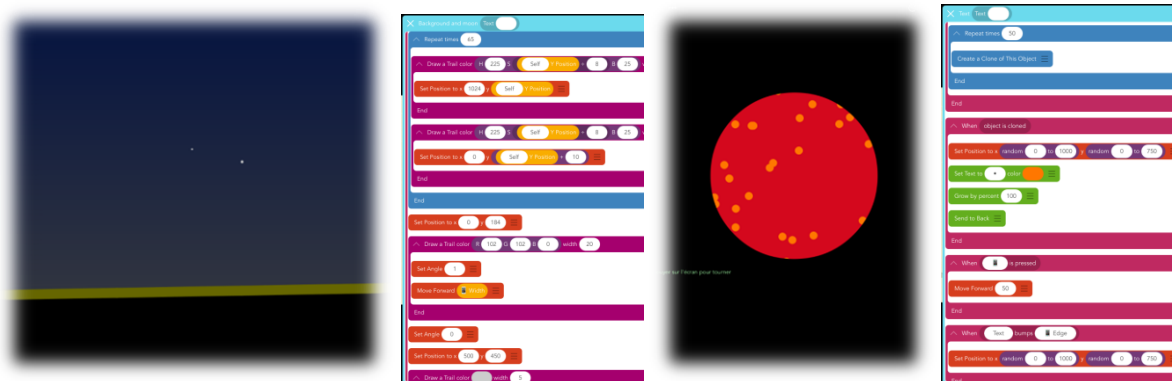 Background and moon Text
Repeat times 65
Draw a Trail color H 225 S Self Y Position ÷ 8 B 25
Set Position to x 1024 y Self Y Position
End
Draw a Trail color H 225 S Self Y Position ÷ 8 B 25
Set Position to x 0 y Self Y Position + 10
End
End
Set Position to x 0 y 184
Draw a Trail color R 102 G 102 B 0 width 20
Set Angle 1
Move Forward Width
End
Set Angle 0
Set Position to x 500 y 450
Draw a Trail color width 5
sur l'écran pour tourner
Text Text
Repeat times 50
Create a Clone of This Object
End
End
When object is cloned
Set Position to x random 0 to 1000 y random 0 to 750
Set Text to • color
Grow by percent 100
Send to Back
End
When is pressed
Move Forward 50
End
When Text bumps Edge
Set Position to x random 0 to 1000 y random 0 to 750
End